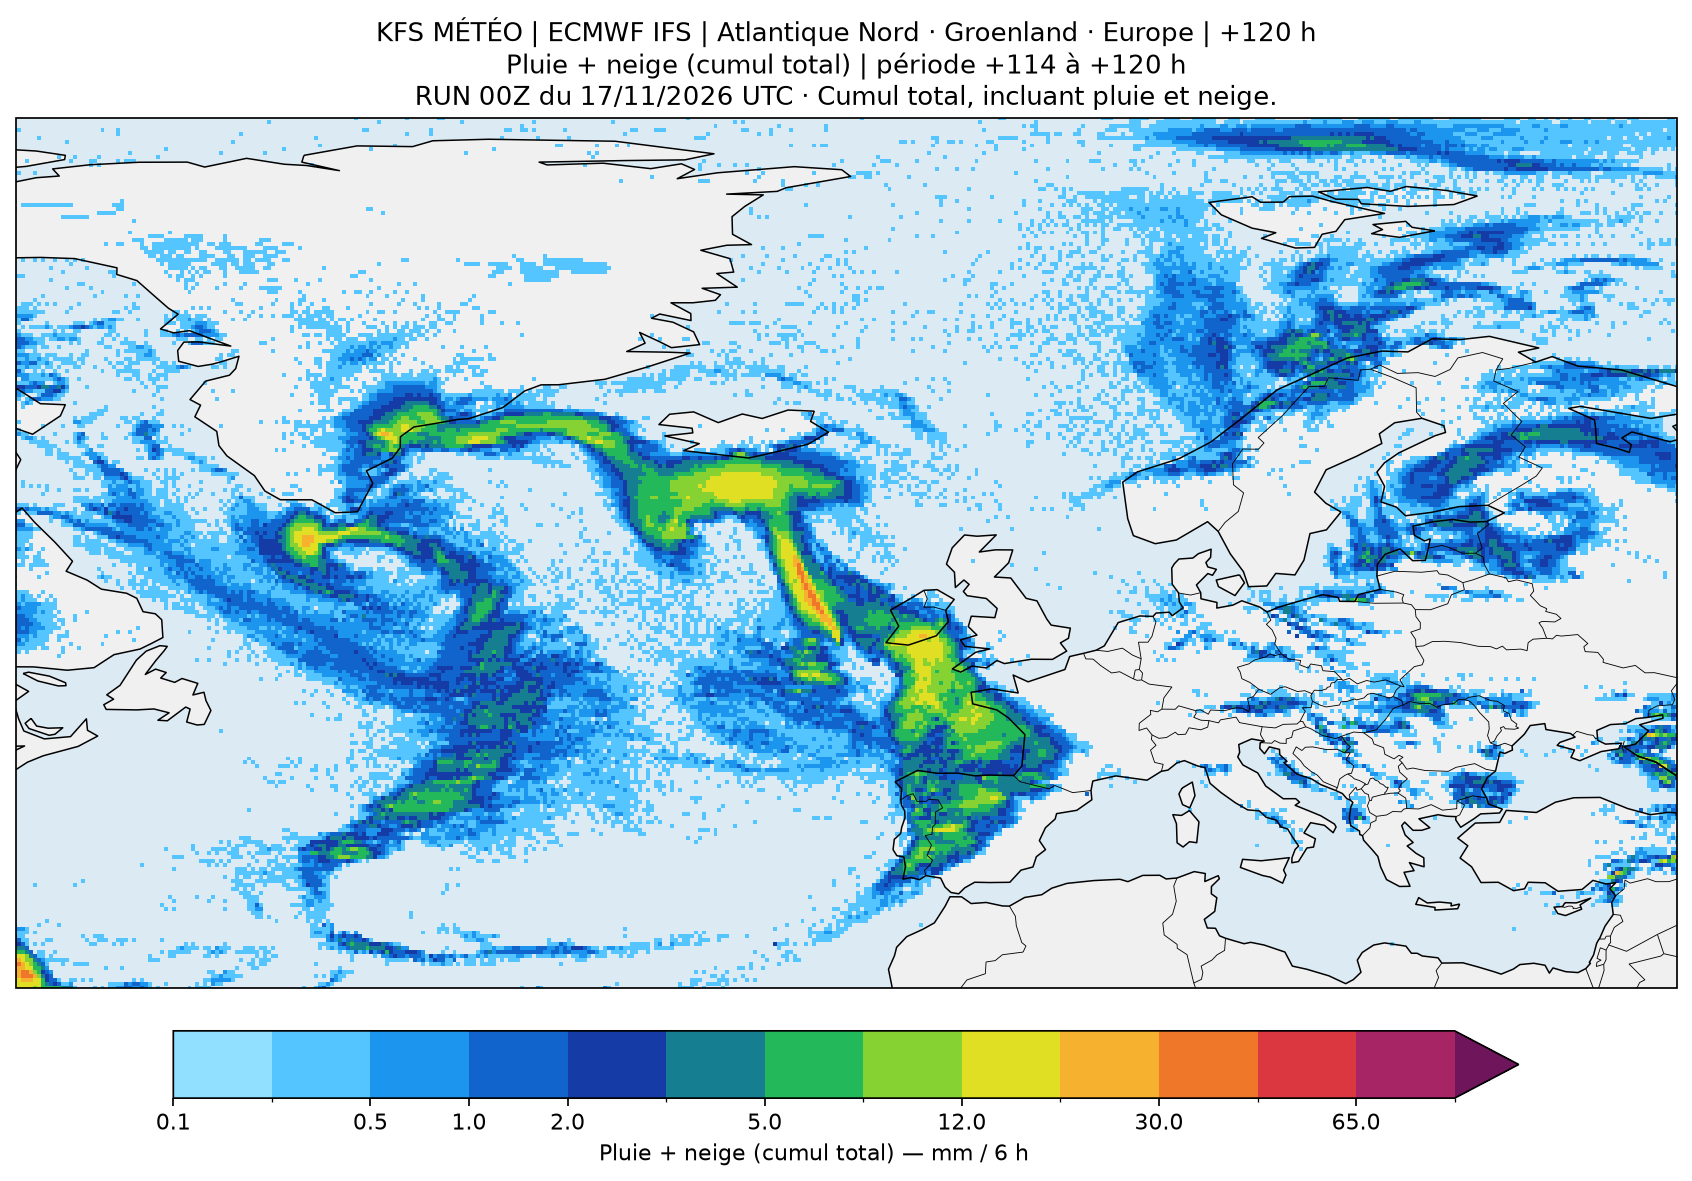 KFS MÉTÉO | ECMWF IFS | Atlantique Nord · Groenland · Europe | +120 h
Pluie + neige (cumul total) | période +114 à +120 h
RUN 00Z du 17/11/2026 UTC · Cumul total, incluant pluie et neige.
0.1 0.5 1.0 2.0 5.0 12.0 30.0 65.0
Pluie + neige (cumul total) — mm / 6 h